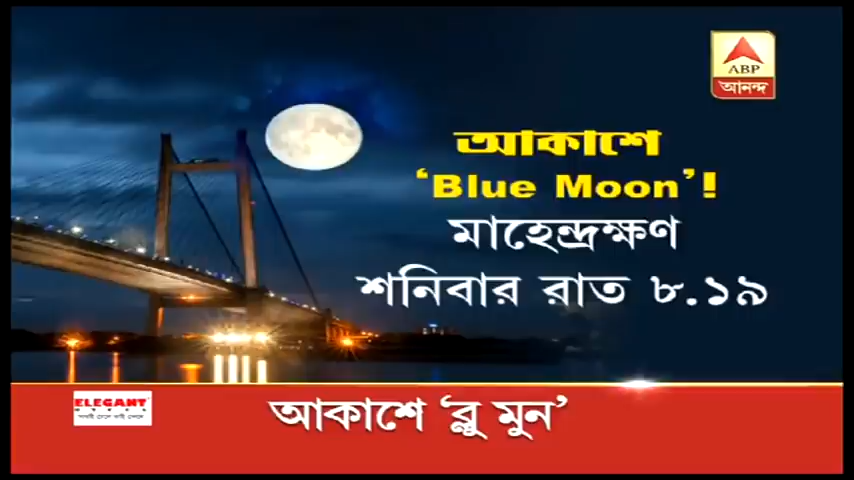 ABP
আনন্দ
আকাশে
‘Blue Moon’!
মাহেন্দ্রক্ষণ
শনিবার রাত ৮.১৯
ELEGANT
আকাশে ‘ব্লু মুন’